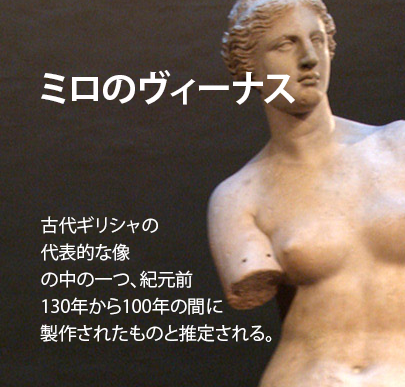 ミロのヴィーナス
古代ギリシャの
代表的な像
の中の一つ、紀元前
130年から100年の間に
製作されたものと推定される。